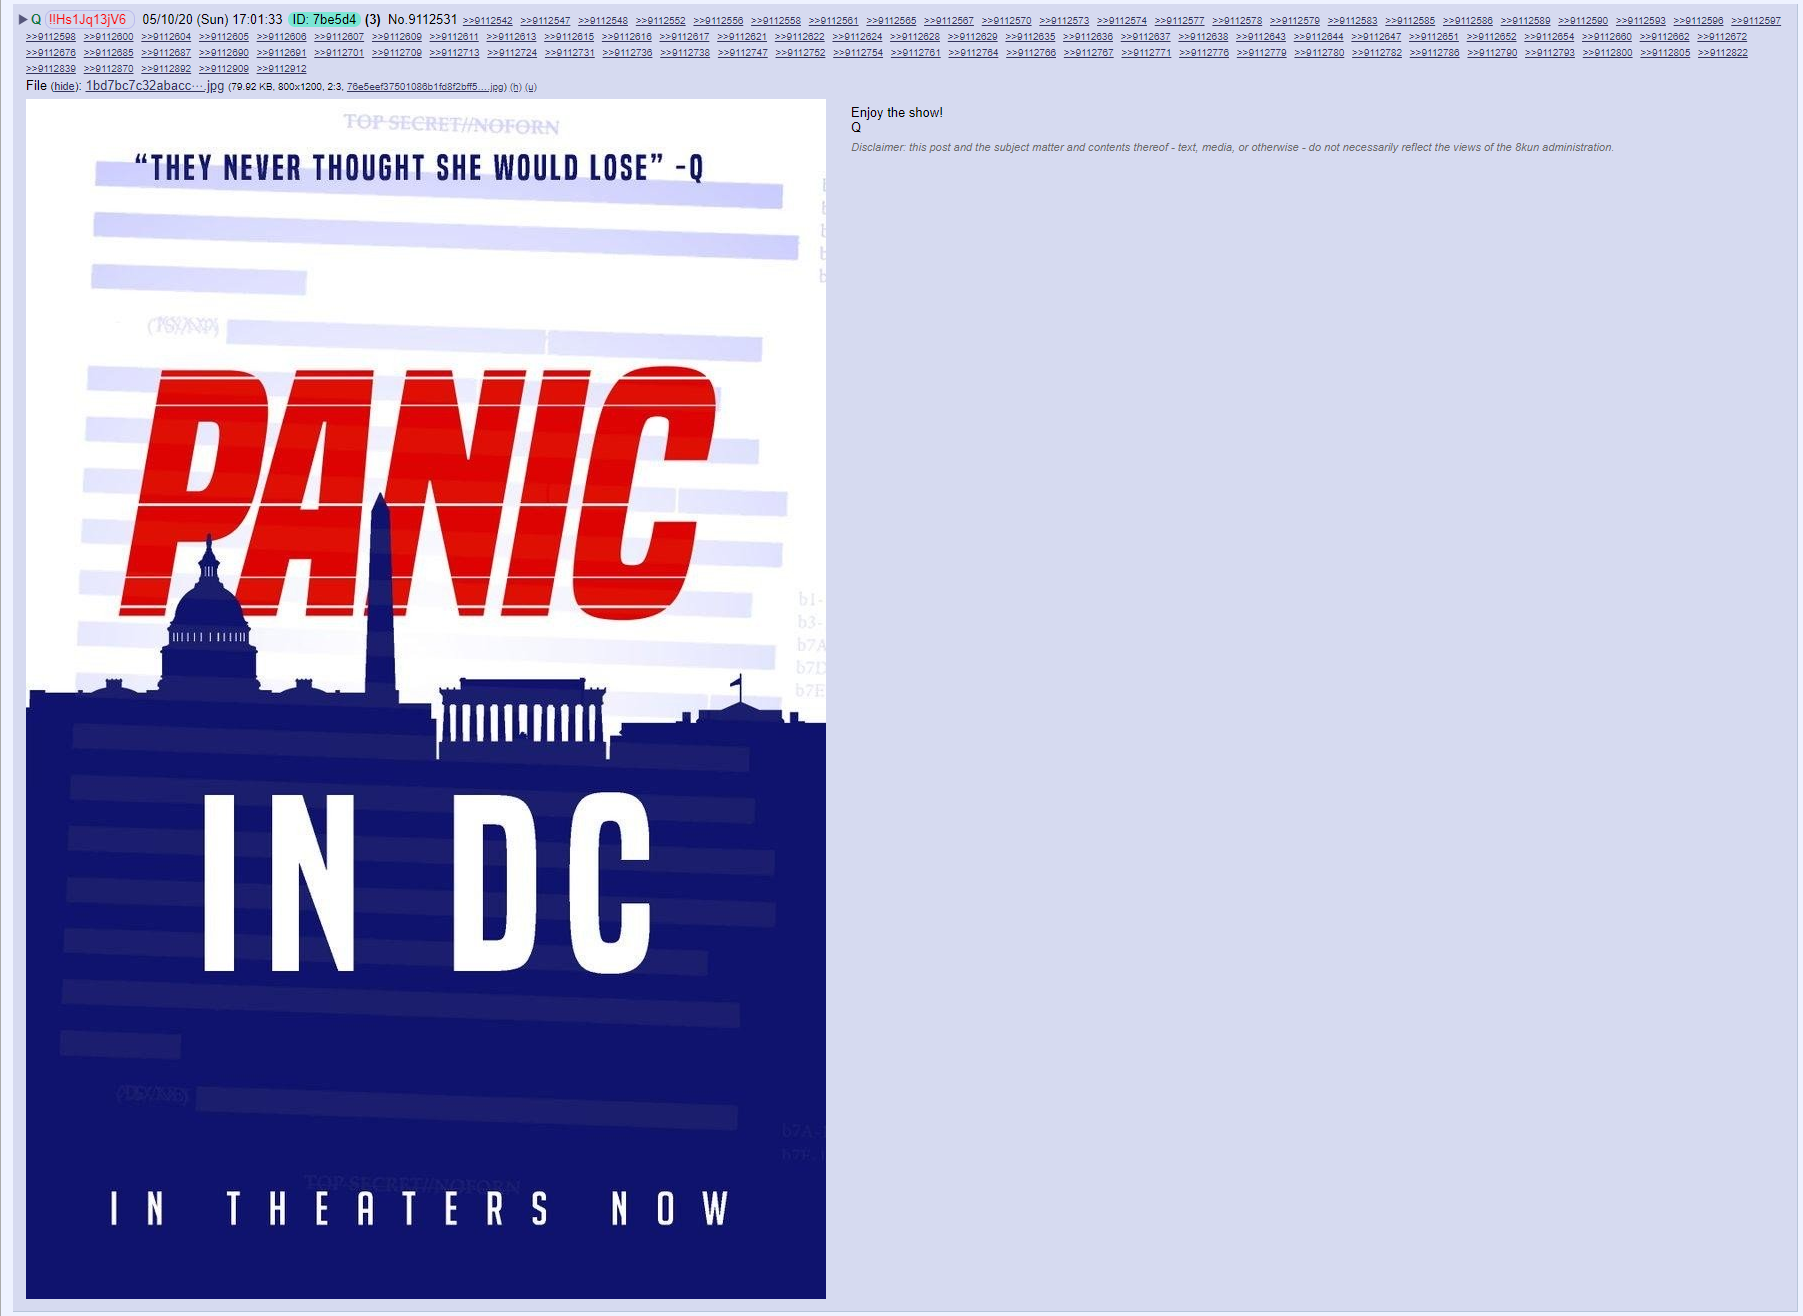 ▶ Q !!Hs1Jq13jV6 05/10/20 (Sun) 17:01:33 ID: 7be5d4 (3) No.9112531 >>9112542 >>9112547 >>9112548 >>9112552 >>9112556 >>9112558 >>9112561 >>9112565 >>9112567 >>9112570 >>9112573 >>9112574 >>9112577 >>9112578 >>9112579 >>9112583 >>9112585 >>9112586 >>9112589 >>9112590 >>9112593 >>9112596 >>9112597
>>9112598 >>9112600 >>9112604 >>9112605 >>9112606 >>9112607 >>9112609 >>9112611 >>9112613 >>9112615 >>9112616 >>9112617 >>9112621 >>9112622 >>9112624 >>9112628 >>9112629 >>9112635 >>9112636 >>9112637 >>9112638 >>9112643 >>9112644 >>9112647 >>9112651 >>9112652 >>9112654 >>9112660 >>9112662 >>9112672
>>9112676 >>9112685 >>9112687 >>9112690 >>9112691 >>9112701 >>9112709 >>9112713 >>9112724 >>9112731 >>9112736 >>9112738 >>9112747 >>9112752 >>9112754 >>9112761 >>9112764 >>9112766 >>9112767 >>9112771 >>9112776 >>9112779 >>9112780 >>9112782 >>9112786 >>9112790 >>9112793 >>9112800 >>9112805 >>9112822
>>9112839 >>9112870 >>9112892 >>9112909 >>9112912
File (hide): 1bd7bc7c32abacc⋯.jpg (79.92 KB, 800x1200, 2:3, 76e5eef37501086b1fd8f2bff5....jpg) (h) (u)
Enjoy the show!
Q
Disclaimer: this post and the subject matter and contents thereof - text, media, or otherwise - do not necessarily reflect the views of the 8kun administration.
TOP SECRET//NOFORN
“THEY NEVER THOUGHT SHE WOULD LOSE” -Q
PANIC
b1-
b3-
b7A
b7D
b7E
IN DC
b7A-
TOP SECRET//NOFORN
IN THEATERS NOW